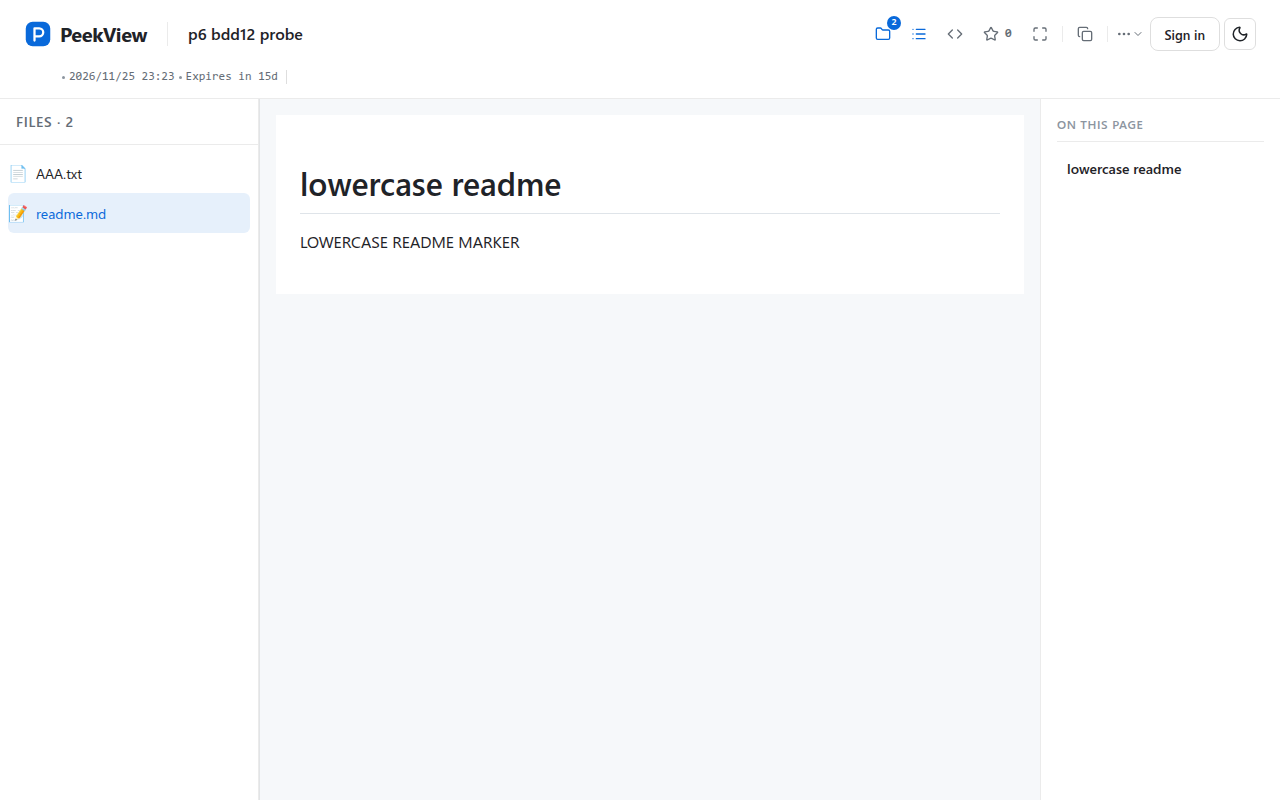 PeekView
p6 bdd12 probe
2
0
Sign in
• 2026/11/25 23:23 • Expires in 15d
FILES · 2
AAA.txt
readme.md
lowercase readme
LOWERCASE README MARKER
ON THIS PAGE
lowercase readme